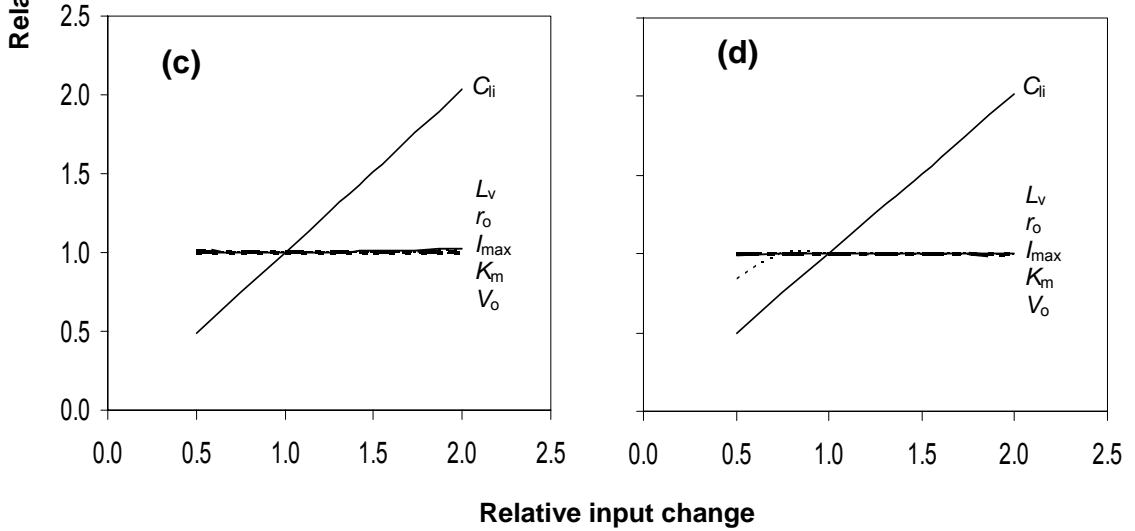 Rela
2.5
2.0
1.5
1.0
0.5
0.0
(c)
Cli
Lv
ro
Imax
Km
Vo
0.0 0.5 1.0 1.5 2.0 2.5
(d)
Cli
Lv
ro
Imax
Km
Vo
0.0 0.5 1.0 1.5 2.0 2.5
Relative input change